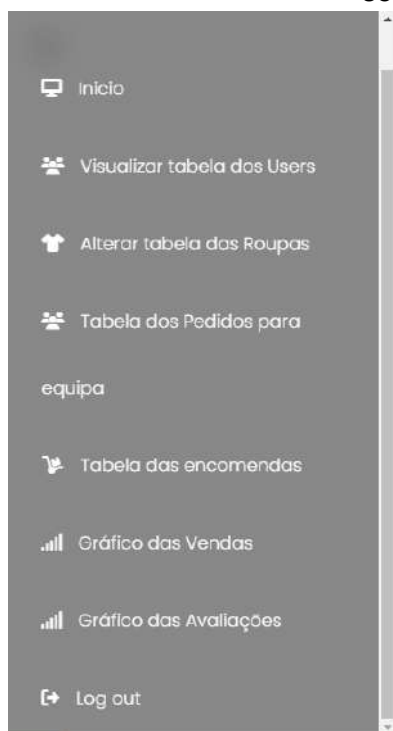 Inicio
Visualizar tabela dos Users
Alterar tabela das Roupas
Tabela dos Pedidos para
equipa
Tabela das encomendas
Gráfico das Vendas
Gráfico das Avaliações
Log out